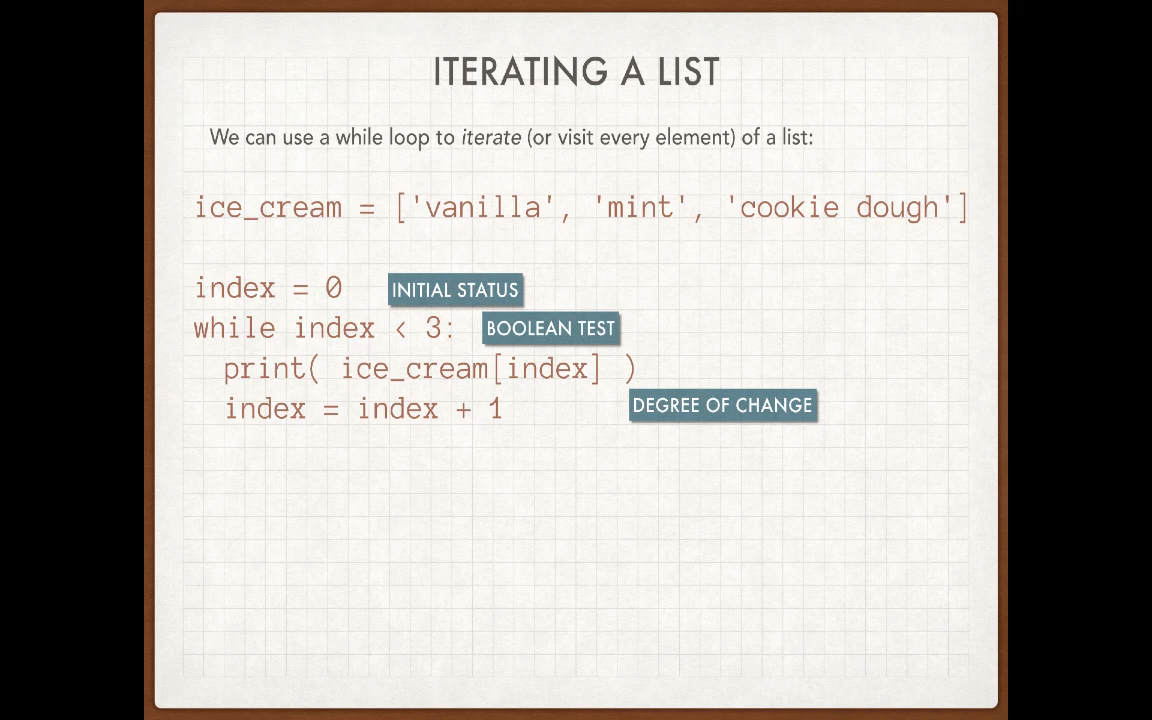 ITERATING A LIST
We can use a while loop to iterate (or visit every element) of a list:
ice_cream = ['vanilla', 'mint', 'cookie dough']
index = 0 INITIAL STATUS
while index < 3: BOOLEAN TEST
print( ice_cream[index] )
index = index + 1 DEGREE OF CHANGE